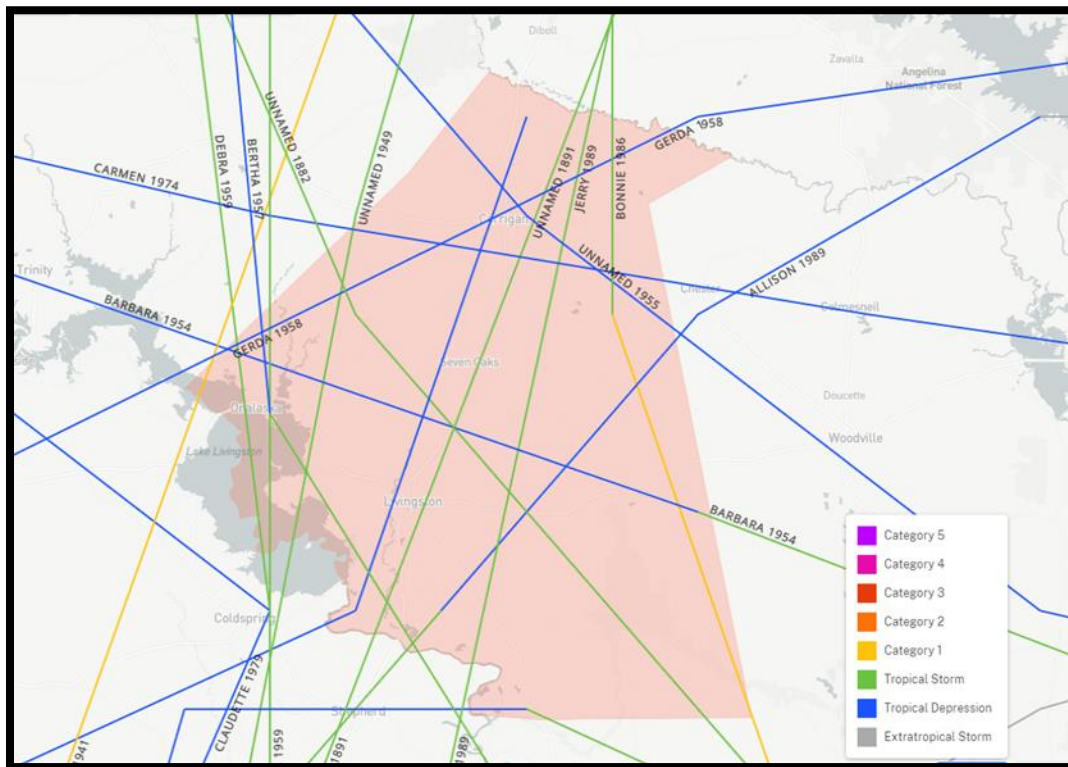 Diboll
Zavalla
Angelina
National Forest
UNNAMED 1882
DEBRA 1959
BERTHA 1957
UNNAMED 1949
CARMEN 1974
GERDA 1958
UNNAMED 1891
JERRY 1989
BONNIE 1986
Corrigan
UNNAMED 1955
ALLISON 1989
Chester
Colmesneil
Trinity
BARBARA 1954
GERDA 1958
Seven Oaks
Onalaska
Doucette
Woodville
Lake Livingston
Livingston
BARBARA 1954
Coldspring
CLAUDETTE 1979
Shepherd
1941
1959
1891
1989
Category 5
Category 4
Category 3
Category 2
Category 1
Tropical Storm
Tropical Depression
Extratropical Storm